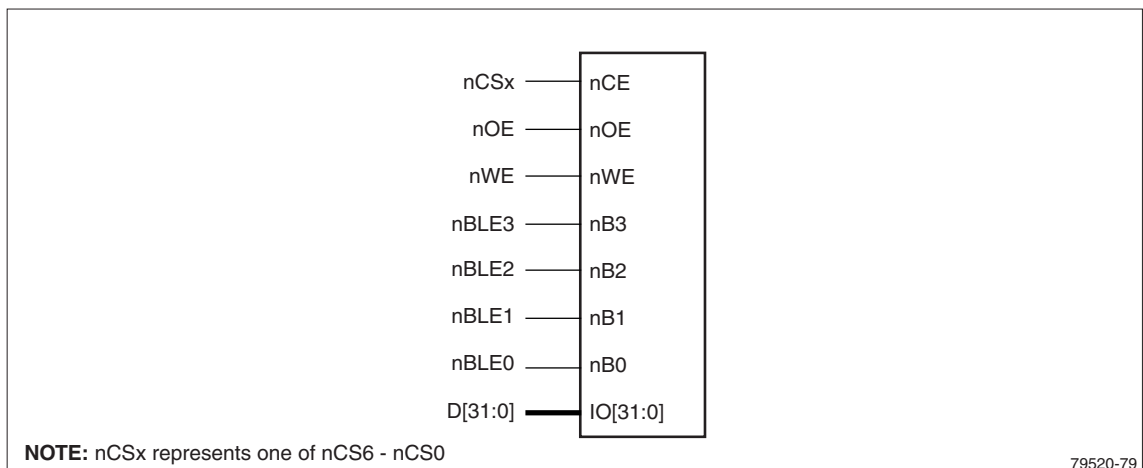 nCSx nCE
nOE nOE
nWE nWE
nBLE3 nB3
nBLE2 nB2
nBLE1 nB1
nBLE0 nB0
D[31:0] IO[31:0]
NOTE: nCSx represents one of nCS6 - nCS0
79520-79